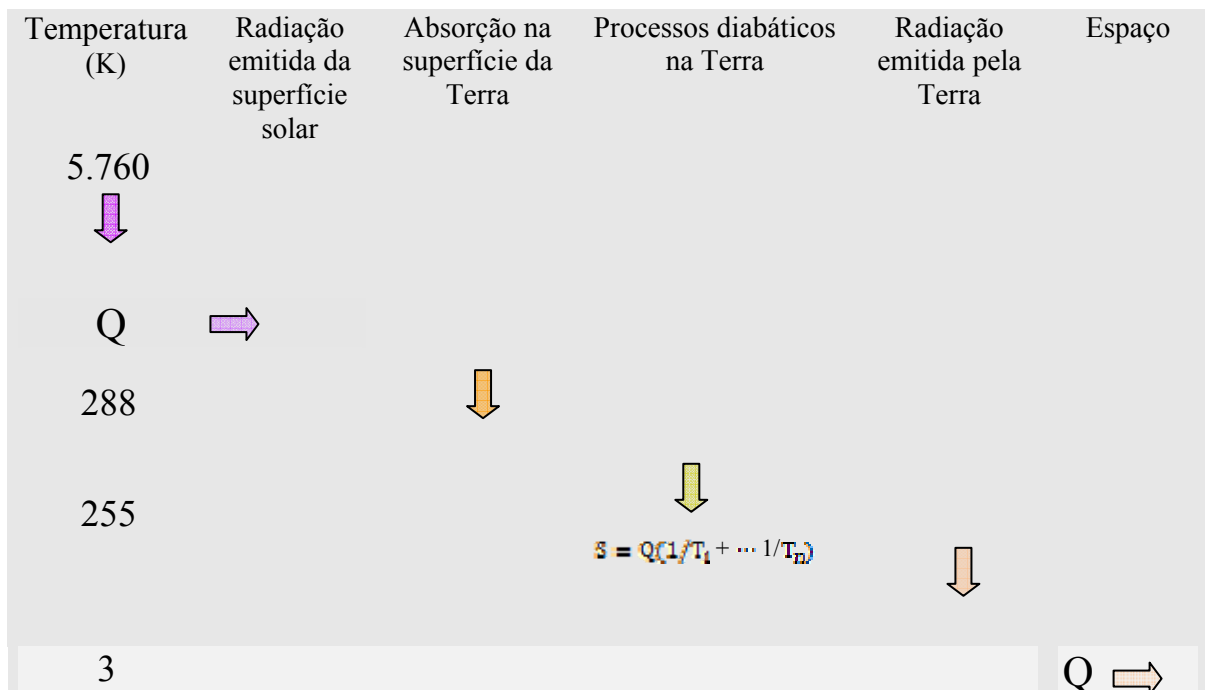 Temperatura
(K)
Radiação
emitida da
superfície
solar
Absorção na
superfície da
Terra
Processos diabáticos
na Terra
Radiação
emitida pela
Terra
Espaço
5.760
Q
288
255
S = Q(1/T₁ + ··· 1/Tₙ)
3
Q